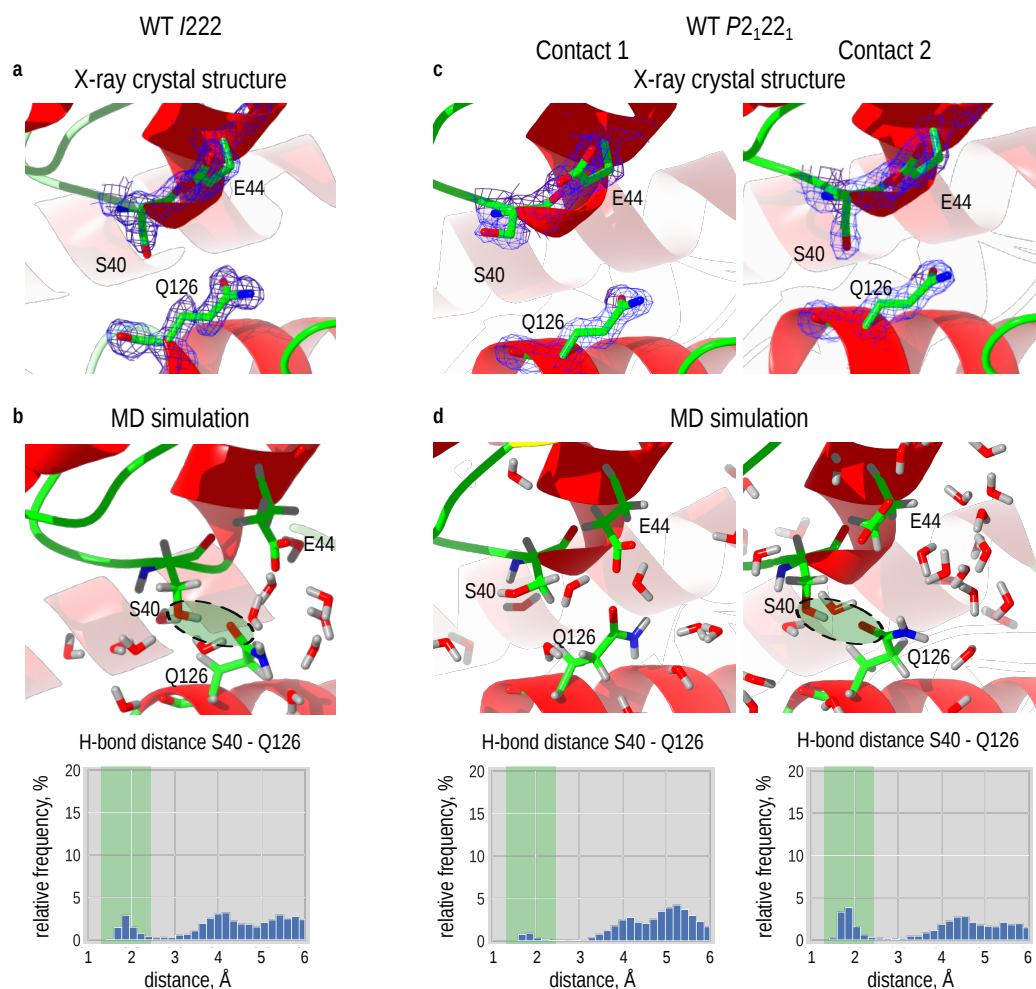 WT I222
WT P2₁22₁
Contact 1
Contact 2
a
X-ray crystal structure
c
X-ray crystal structure
E44
S40
Q126
E44
S40
Q126
E44
S40
Q126
b
MD simulation
d
MD simulation
E44
S40
Q126
E44
S40
Q126
E44
S40
Q126
H-bond distance S40 - Q126
relative frequency, %
20
15
10
5
0
1 2 3 4 5 6
distance, Å
H-bond distance S40 - Q126
relative frequency, %
20
15
10
5
0
1 2 3 4 5 6
distance, Å
H-bond distance S40 - Q126
relative frequency, %
20
15
10
5
0
1 2 3 4 5 6
distance, Å